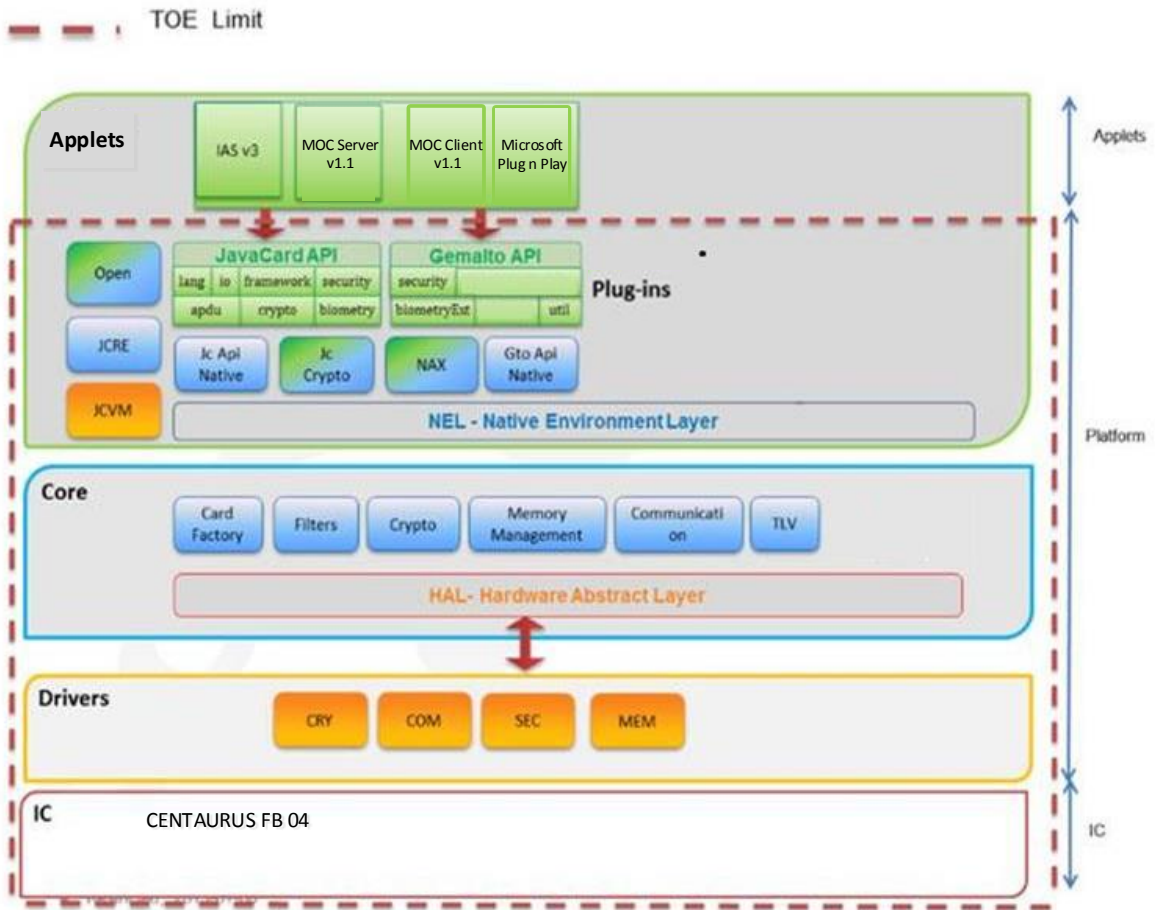 TOE Limit
Applets
IAS v3
MOC Server
v1.1
MOC Client
v1.1
Microsoft
Plug n Play
Applets
Open
JavaCard API
lang io framework security
apdu crypto biometry
Gemalto API
security
biometryExt util
Plug-ins
JCRE
Jc Api
Native
Jc
Crypto
NAX
Gto Api
Native
JCVM
NEL - Native Environment Layer
Platform
Core
Card
Factory
Filters
Crypto
Memory
Management
Communicati
on
TLV
HAL- Hardware Abstract Layer
Drivers
CRY
COM
SEC
MEM
IC
CENTAURUS FB 04
IC